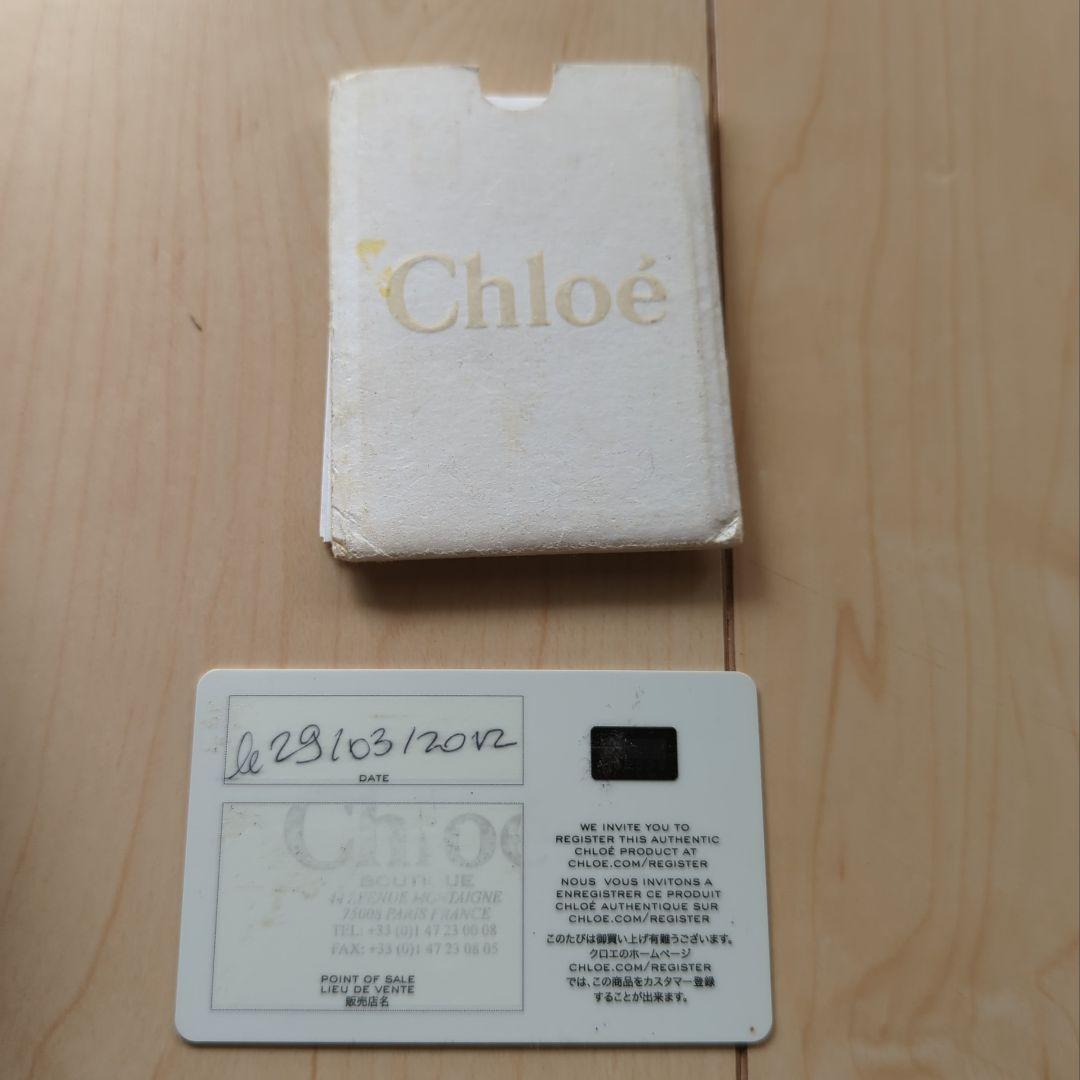 Chloé
le 29/03/2012
DATE
Chloé
BOUTIQUE
44 AVENUE MONTAIGNE
75008 PARIS FRANCE
TEL: +33 (0)1 47 23 00 08
FAX: +33 (0)1 47 23 08 05
POINT OF SALE
LIEU DE VENTE
販売店名
WE INVITE YOU TO
REGISTER THIS AUTHENTIC
CHLOÉ PRODUCT AT
CHLOE.COM/REGISTER
NOUS VOUS INVITONS A
ENREGISTRER CE PRODUIT
CHLOÉ AUTHENTIQUE SUR
CHLOE.COM/REGISTER
このたびは御買い上げ有難うございます。
クロエのホームページ
CHLOE.COM/REGISTER
では、この商品をカスタマー登録
することが出来ます。